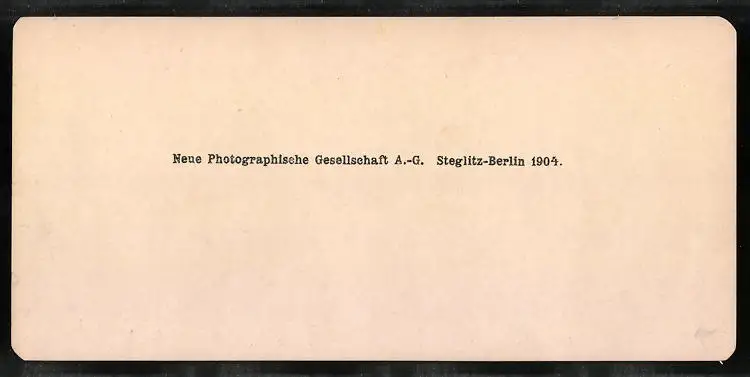 Neue Photographische Gesellschaft A.-G. Steglitz-Berlin 1904.